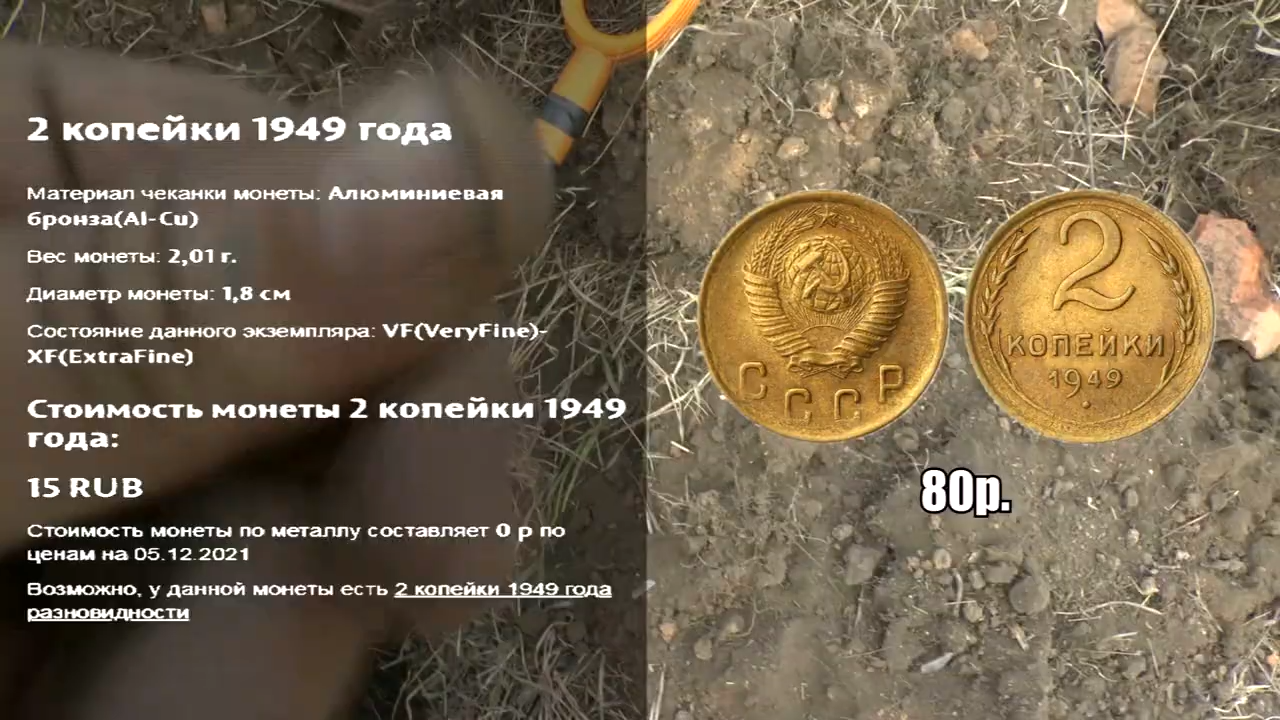 2 копейки 1949 года
Материал чеканки монеты: Алюминиевая
бронза(Al-Cu)
Вес монеты: 2,01 г.
Диаметр монеты: 1,8 см
Состояние данного экземпляра: VF(VeryFine)-
XF(ExtraFine)
Стоимость монеты 2 копейки 1949
года:
15 RUB
Стоимость монеты по металлу составляет 0 р по
ценам на 05.12.2021
Возможно, у данной монеты есть 2 копейки 1949 года
разновидности
СССР
2
КОПЕЙКИ
1949
80р.